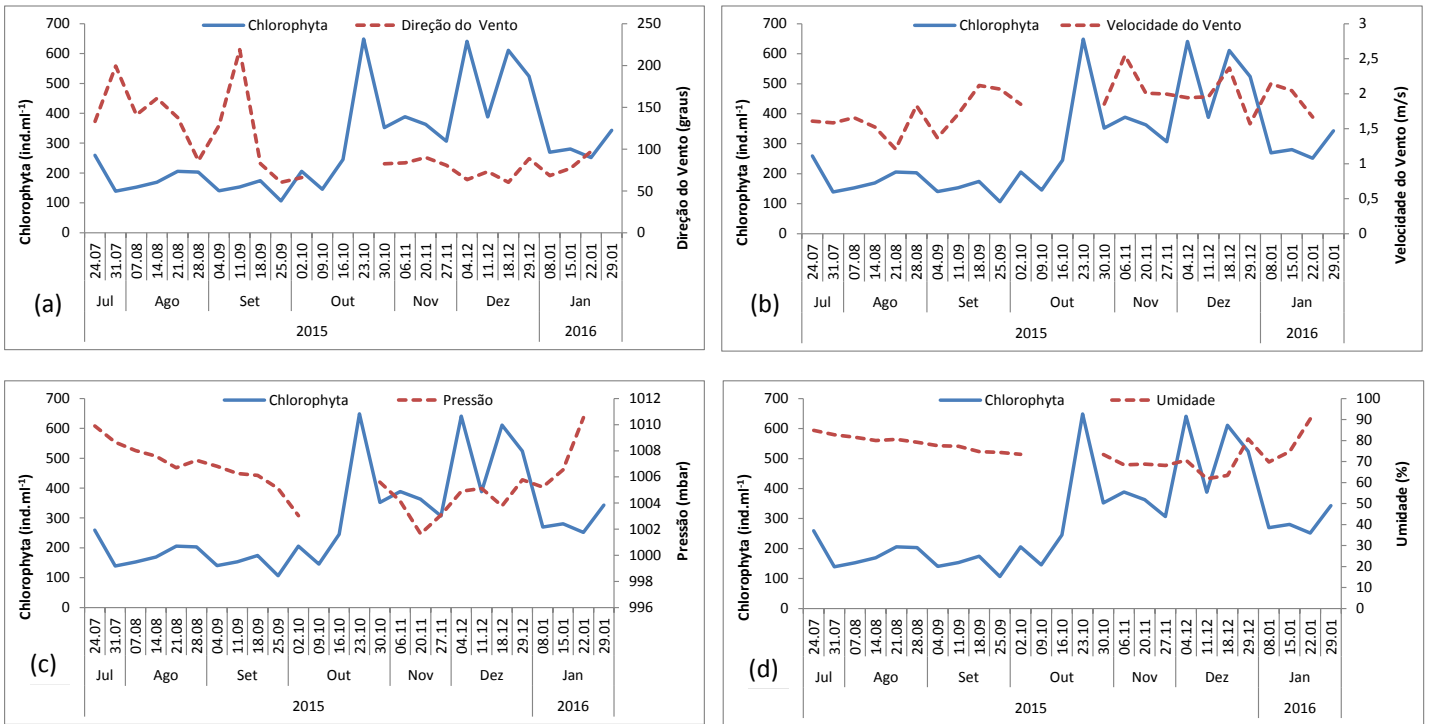 Chlorophyta Direção do Vento
700
600
500
400
300
200
100
0
Chlorophyta (ind.ml-1)
250
200
150
100
50
0
Direção do Vento (graus)
24.07 31.07 07.08 14.08 21.08 28.08 04.09 11.09 18.09 25.09 02.10 09.10 16.10 23.10 30.10 06.11 20.11 27.11 04.12 11.12 18.12 29.12 08.01 15.01 22.01 29.01
Jul Ago Set Out Nov Dez Jan
2015 2016
(a)
Chlorophyta Velocidade do Vento
700
600
500
400
300
200
100
0
Chlorophyta (ind.ml-1)
3
2,5
2
1,5
1
0,5
0
Velocidade do Vento (m/s)
24.07 31.07 07.08 14.08 21.08 28.08 04.09 11.09 18.09 25.09 02.10 09.10 16.10 23.10 30.10 06.11 20.11 27.11 04.12 11.12 18.12 29.12 08.01 15.01 22.01 29.01
Jul Ago Set Out Nov Dez Jan
2015 2016
(b)
Chlorophyta Pressão
700
600
500
400
300
200
100
0
Chlorophyta (ind.ml-1)
1012
1010
1008
1006
1004
1002
1000
998
996
Pressão (mbar)
24.07 31.07 07.08 14.08 21.08 28.08 04.09 11.09 18.09 25.09 02.10 09.10 16.10 23.10 30.10 06.11 20.11 27.11 04.12 11.12 18.12 29.12 08.01 15.01 22.01 29.01
Jul Ago Set Out Nov Dez Jan
2015 2016
(c)
Chlorophyta Umidade
700
600
500
400
300
200
100
0
Chlorophyta (ind.ml-1)
100
90
80
70
60
50
40
30
20
10
0
Umidade (%)
24.07 31.07 07.08 14.08 21.08 28.08 04.09 11.09 18.09 25.09 02.10 09.10 16.10 23.10 30.10 06.11 20.11 27.11 04.12 11.12 18.12 29.12 08.01 15.01 22.01 29.01
Jul Ago Set Out Nov Dez Jan
2015 2016
(d)